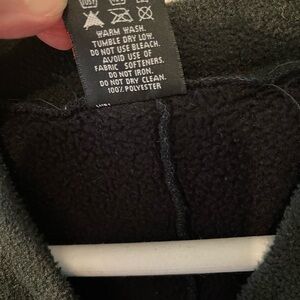 WARM WASH.
TUMBLE DRY LOW.
DO NOT USE BLEACH.
AVOID USE OF
FABRIC SOFTENERS.
DO NOT IRON.
DO NOT DRY CLEAN.
100% POLYESTER